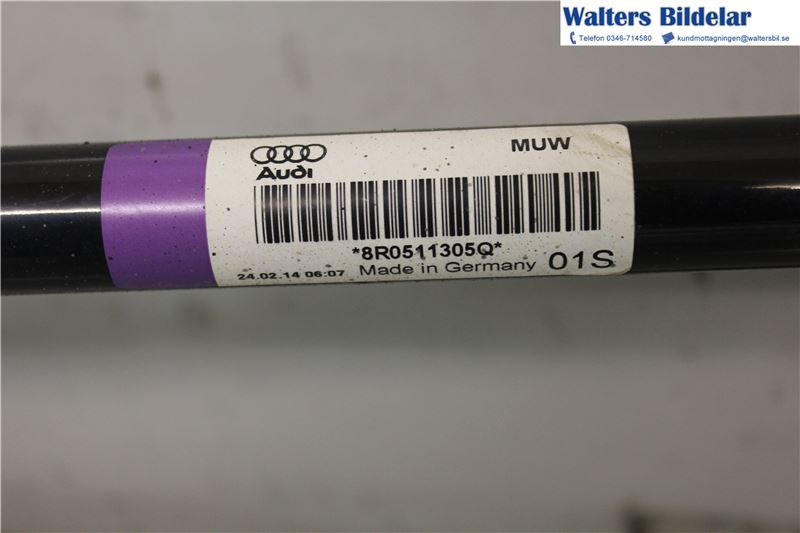 Walters Bildelar
Telefon 0346-714580 kundmottagningen@waltersbil.se
MUW
Audi
*8R0511305Q*
24.02.14 06:07 Made in Germany 01S